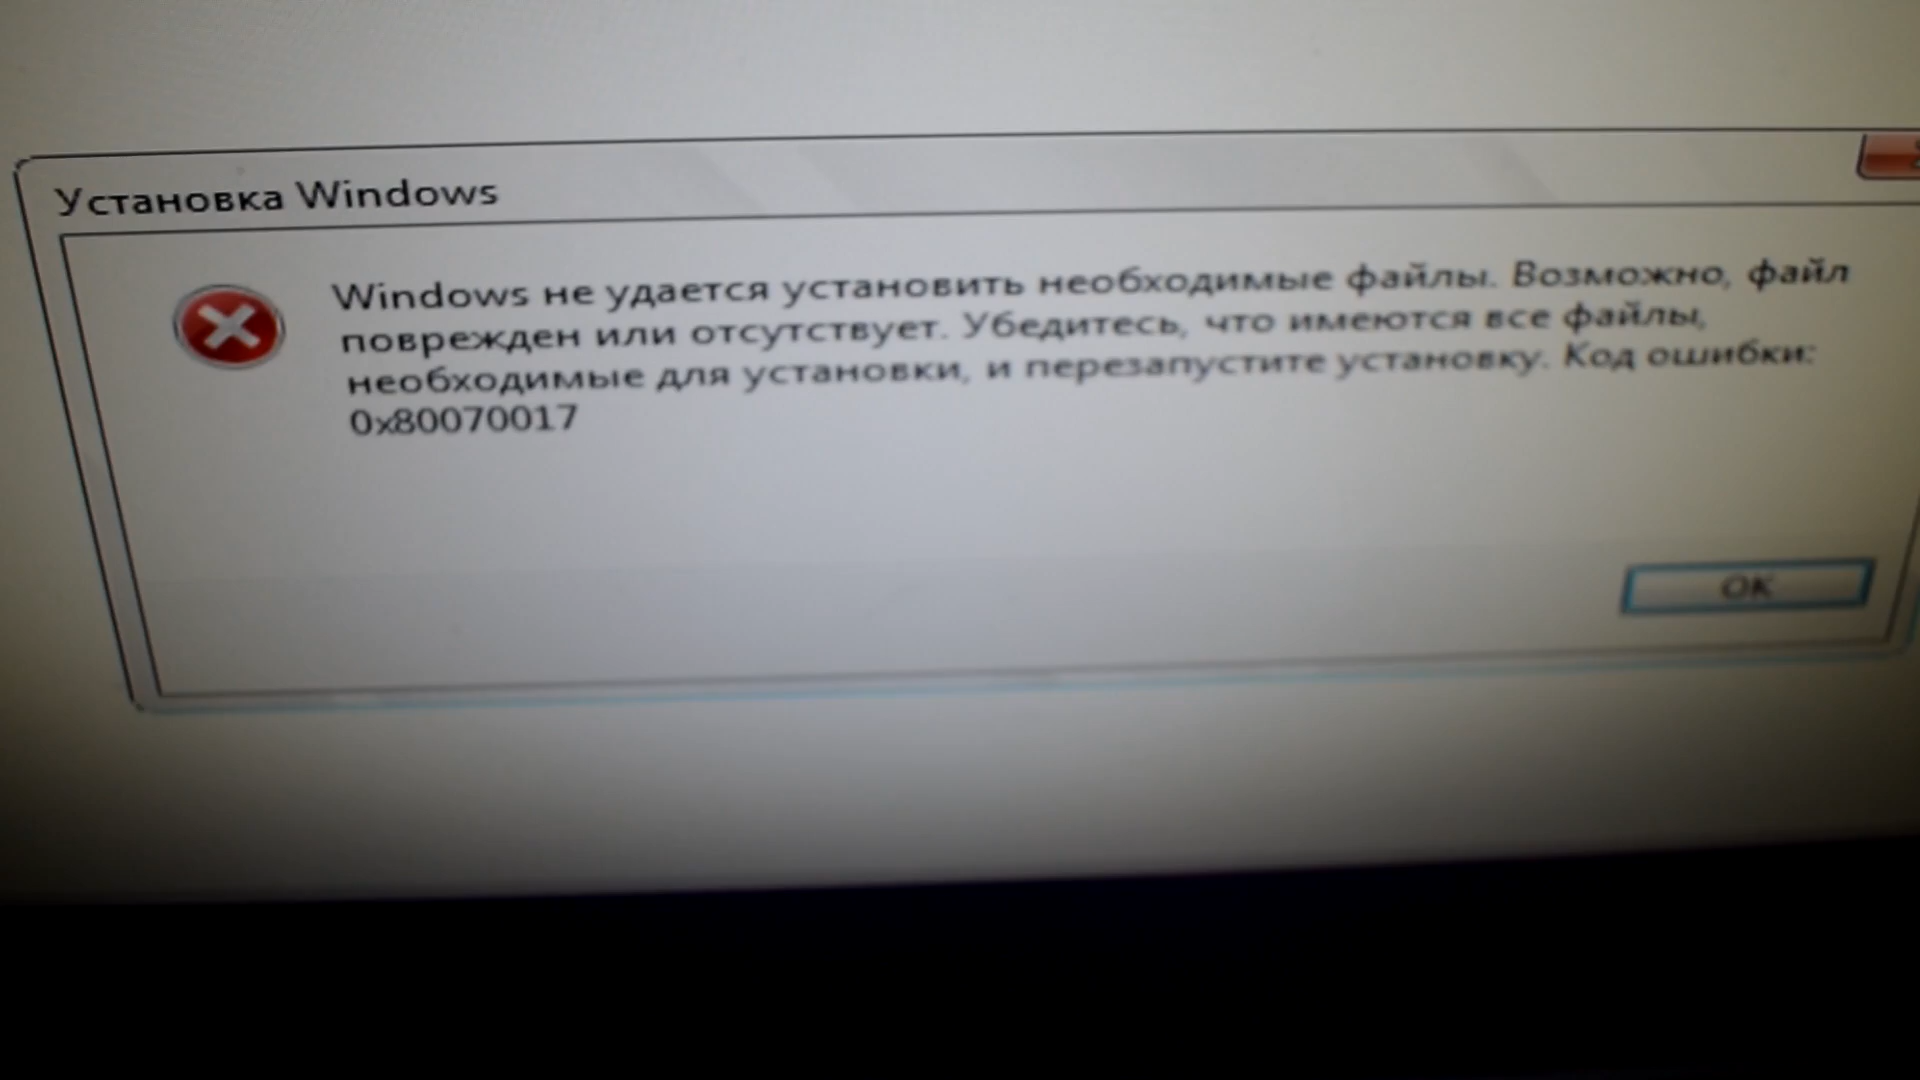 Установка Windows
Windows не удается установить необходимые файлы. Возможно, файл
поврежден или отсутствует. Убедитесь, что имеются все файлы,
необходимые для установки, и перезапустите установку. Код ошибки:
0x80070017
ОК